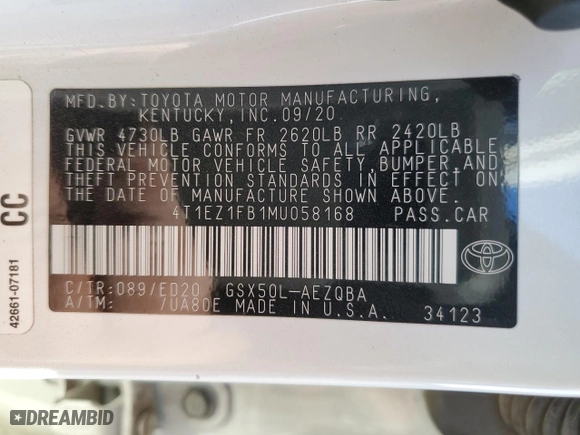 MFD.BY:TOYOTA MOTOR MANUFACTURING,
KENTUCKY, INC.09/20
GVWR 4730LB GAWR FR 2620LB RR 2420LB
THIS VEHICLE CONFORMS TO ALL APPLICABLE
FEDERAL MOTOR VEHICLE SAFETY, BUMPER, AND
THEFT PREVENTION STANDARDS IN EFFECT ON
THE DATE OF MANUFACTURE SHOWN ABOVE.
4T1EZ1FB1MU058168 PASS.CAR
C/TR:089/ED20 GSX50L-AEZQBA
A/TM: /UA80E MADE IN U.S.A. 34123
TOYOTA
CC
42661-07181
DREAMBID